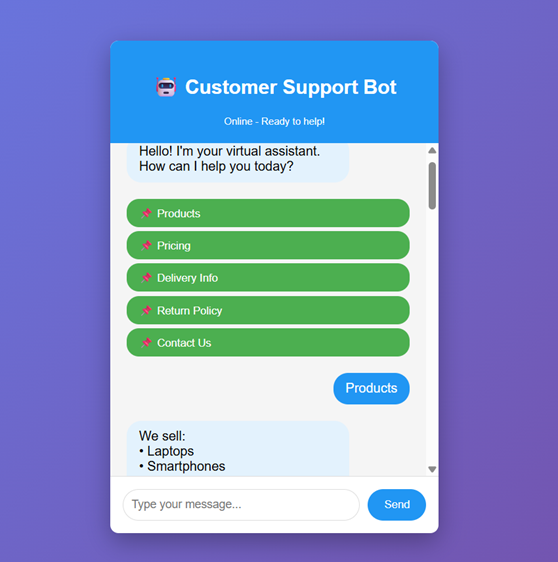 Customer Support Bot
Online - Ready to help!
Hello! I'm your virtual assistant.
How can I help you today?
Products
Pricing
Delivery Info
Return Policy
Contact Us
Products
We sell:
• Laptops
• Smartphones
Type your message...
Send